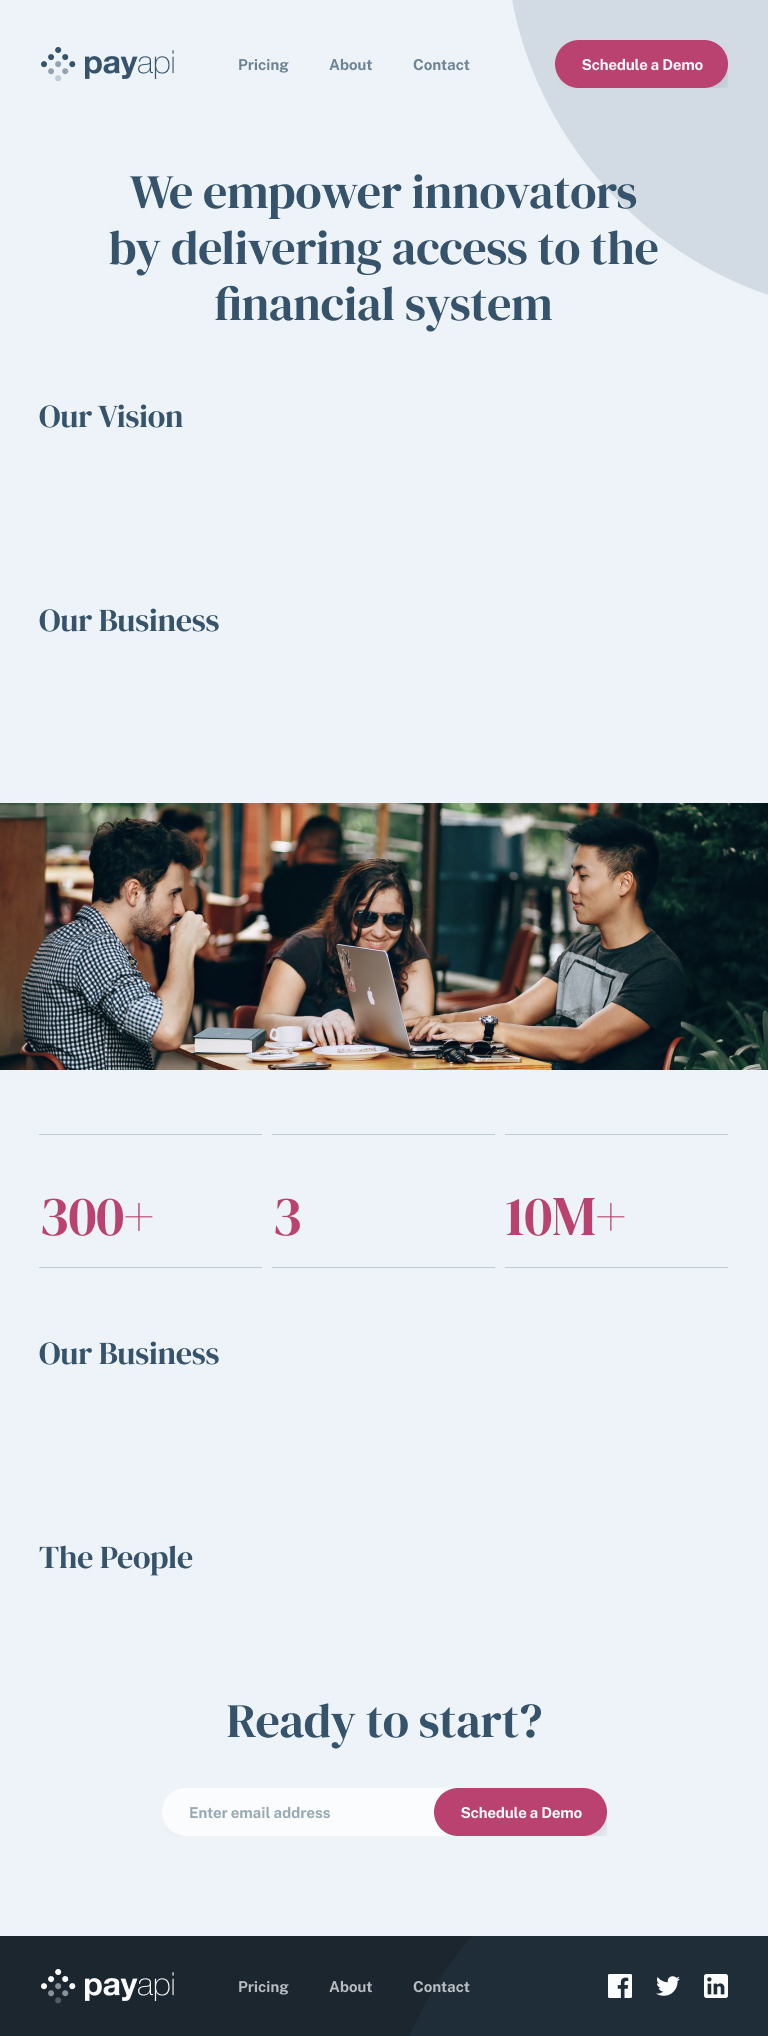 payapi
Pricing About Contact
Schedule a Demo
We empower innovators
by delivering access to the
financial system
Our Vision
Our Business
300+ 3 10M+
Our Business
The People
Ready to start?
Enter email address
Schedule a Demo
payapi
Pricing About Contact